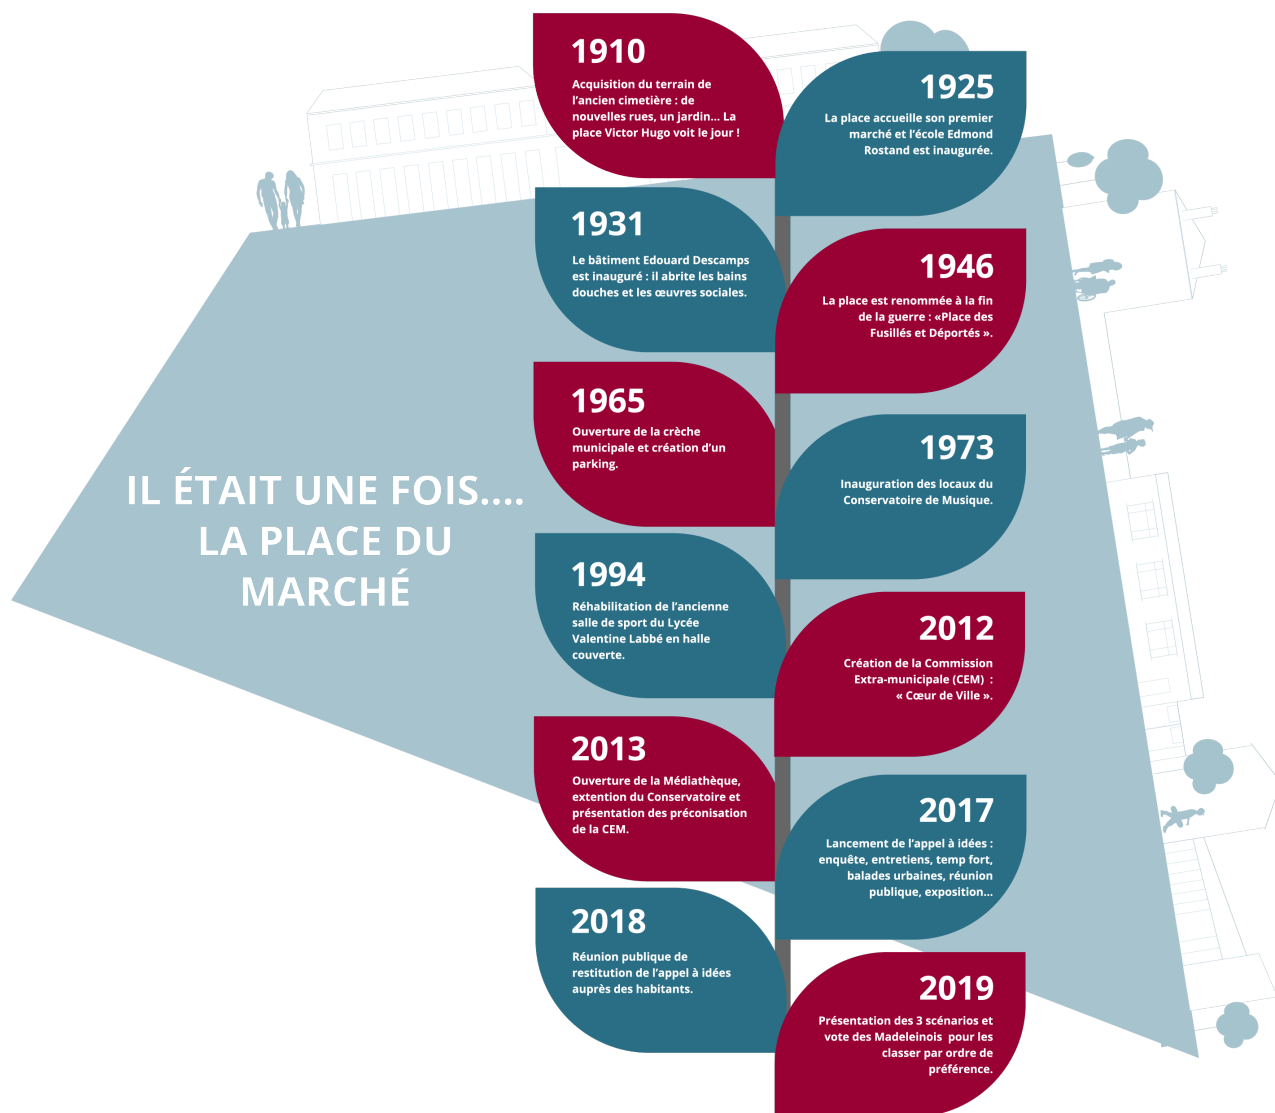 1910
Acquisition du terrain de
l’ancien cimetière : de
nouvelles rues, un jardin... La
place Victor Hugo voit le jour !
1925
La place accueille son premier
marché et l’école Edmond
Rostand est inaugurée.
1931
Le bâtiment Edouard Descamps
est inauguré : il abrite les bains
douches et les œuvres sociales.
1946
La place est renommée à la fin
de la guerre : «Place des
Fusillés et Déportés ».
1965
Ouverture de la crèche
municipale et création d’un
parking.
1973
Inauguration des locaux du
Conservatoire de Musique.
IL ÉTAIT UNE FOIS....
LA PLACE DU
MARCHÉ
1994
Réhabilitation de l’ancienne
salle de sport du Lycée
Valentine Labbé en halle
couverte.
2012
Création de la Commission
Extra-municipale (CEM) :
« Cœur de Ville ».
2013
Ouverture de la Médiathèque,
extention du Conservatoire et
présentation des préconisation
de la CEM.
2017
Lancement de l’appel à idées :
enquête, entretiens, temp fort,
balades urbaines, réunion
publique, exposition...
2018
Réunion publique de
restitution de l’appel à idées
auprès des habitants.
2019
Présentation des 3 scénarios et
vote des Madeleinois pour les
classer par ordre de
préférence.